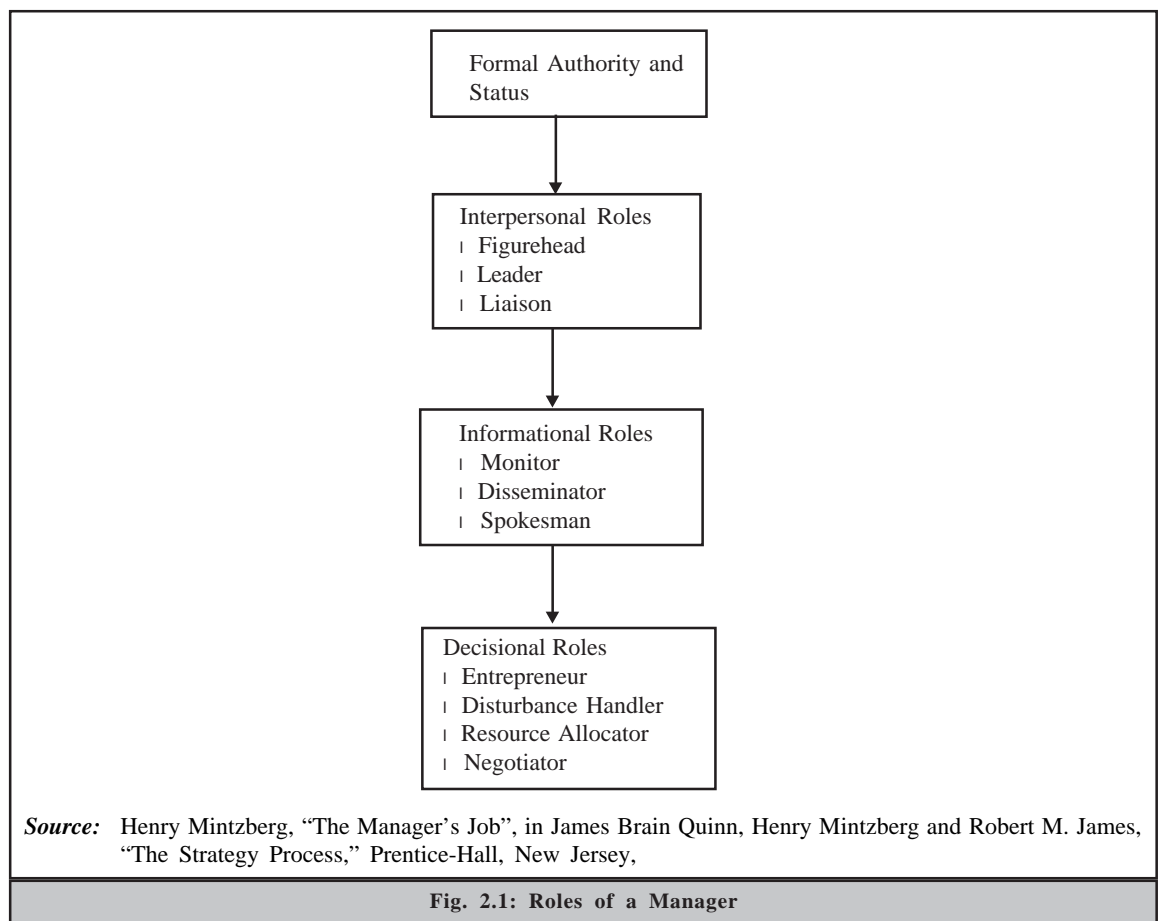 Formal Authority and
Status
Interpersonal Roles
l Figurehead
l Leader
l Liaison
Informational Roles
l Monitor
l Disseminator
l Spokesman
Decisional Roles
l Entrepreneur
l Disturbance Handler
l Resource Allocator
l Negotiator
Source: Henry Mintzberg, “The Manager’s Job”, in James Brain Quinn, Henry Mintzberg and Robert M. James,
“The Strategy Process,” Prentice-Hall, New Jersey,
Fig. 2.1: Roles of a Manager